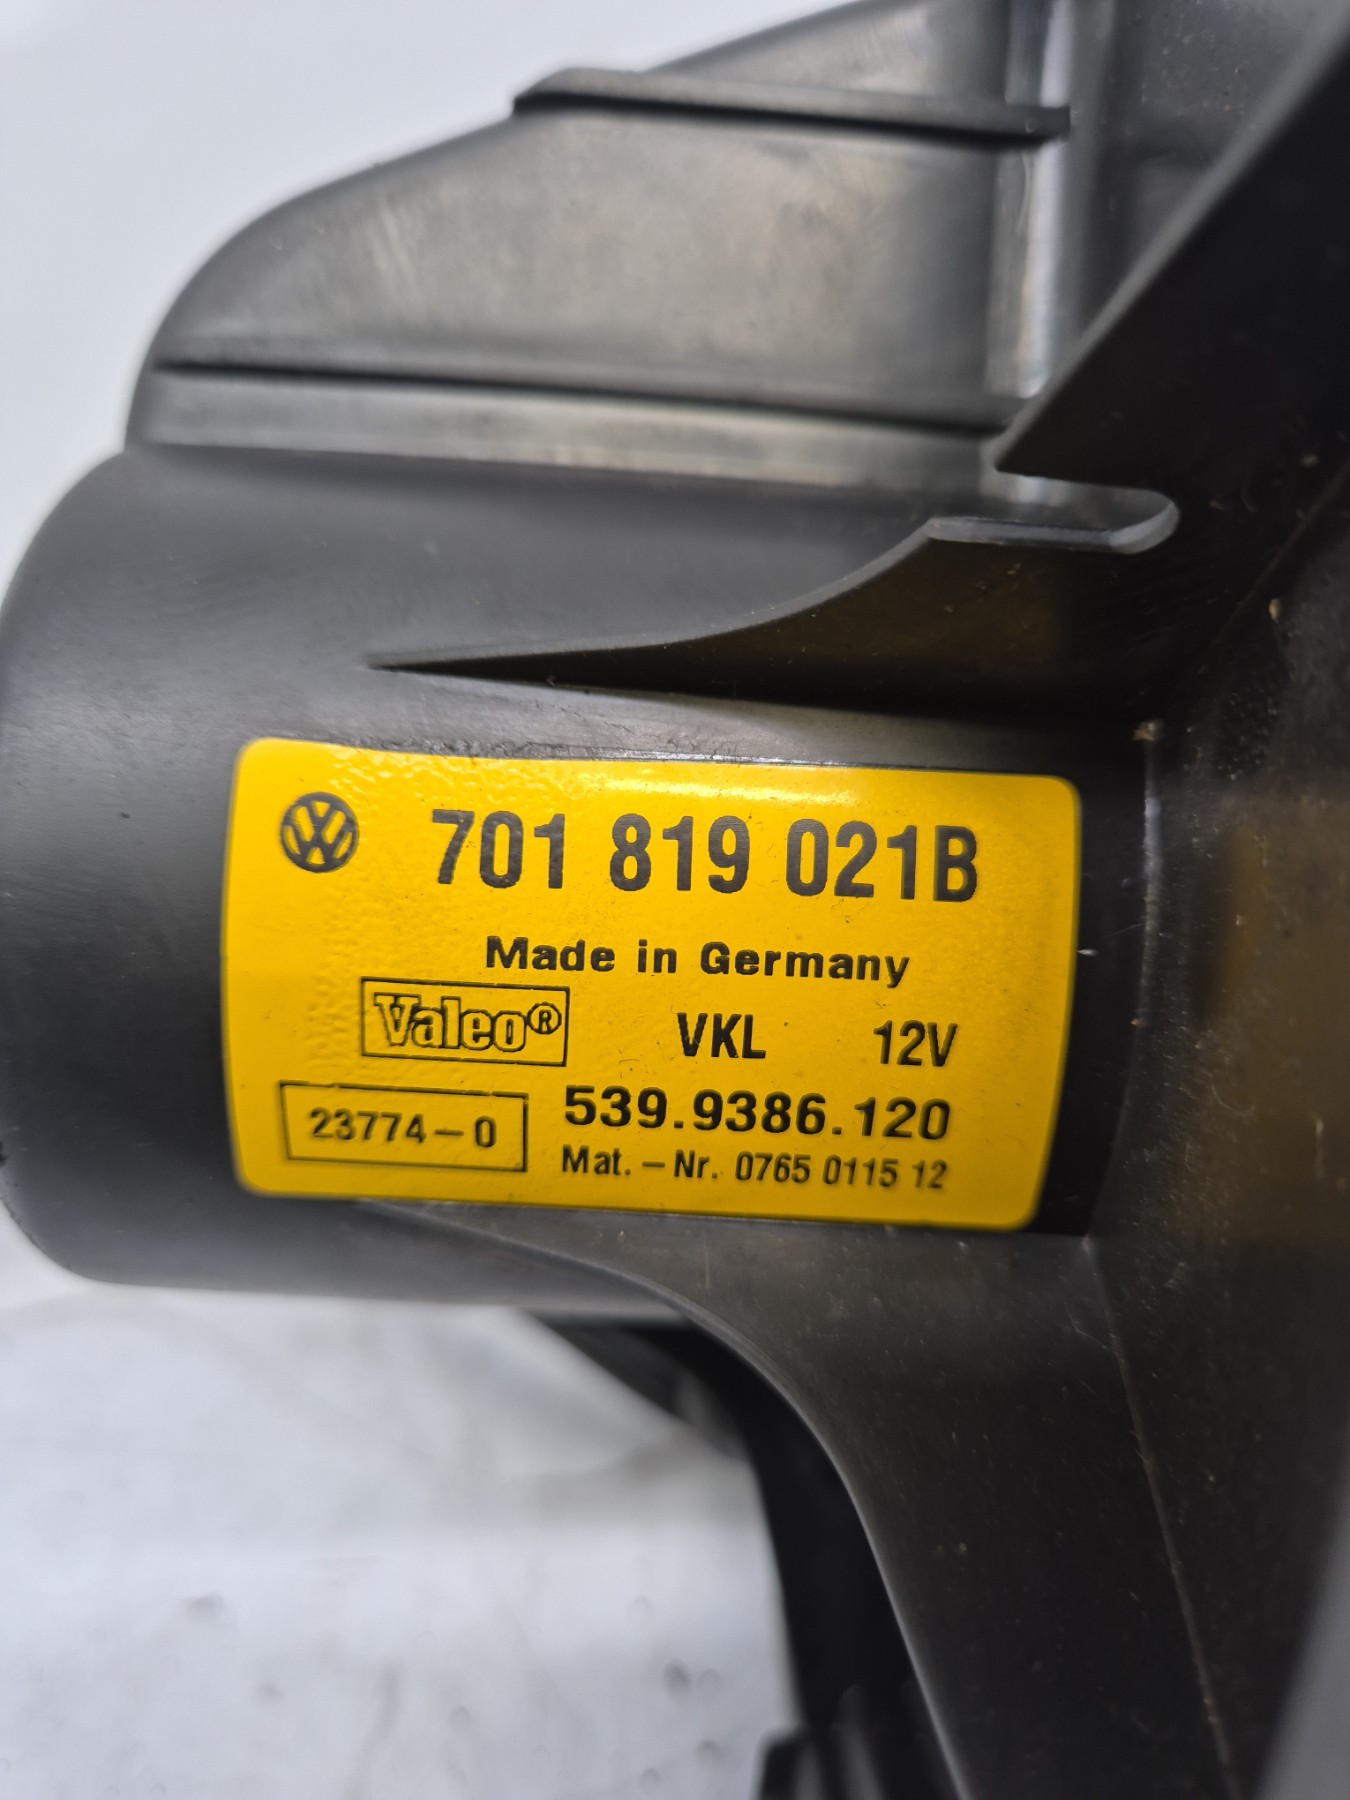 701 819 021B
Made in Germany
Valeo® VKL 12V
23774-0 539.9386.120
Mat.-Nr. 0765 0115 12